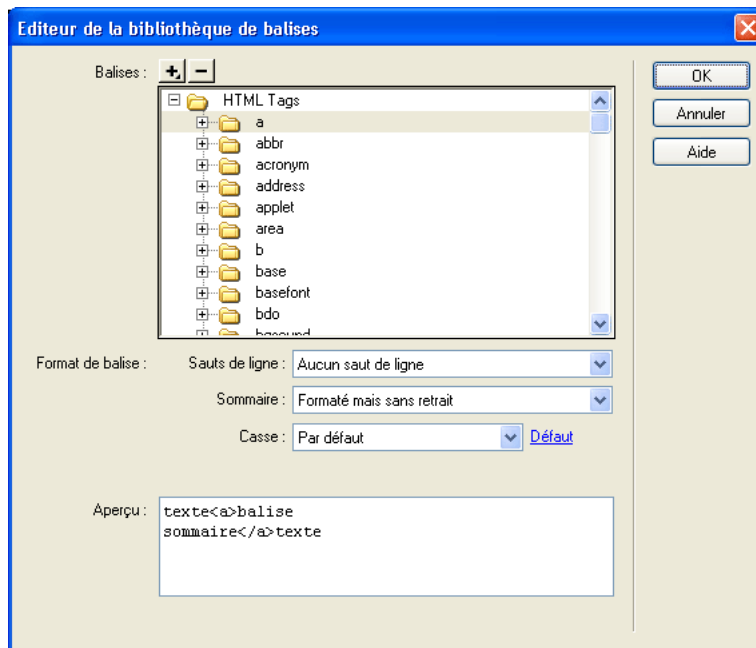 Editeur de la bibliothèque de balises
Balises :
OK
Annuler
Aide
HTML Tags
a
abbr
acronym
address
applet
area
b
base
basefont
bdo
bgsound
Format de balise :
Sauts de ligne : Aucun saut de ligne
Sommaire : Formaté mais sans retrait
Casse : Par défaut Défaut
Aperçu :
texte<a>balise
sommaire</a>texte